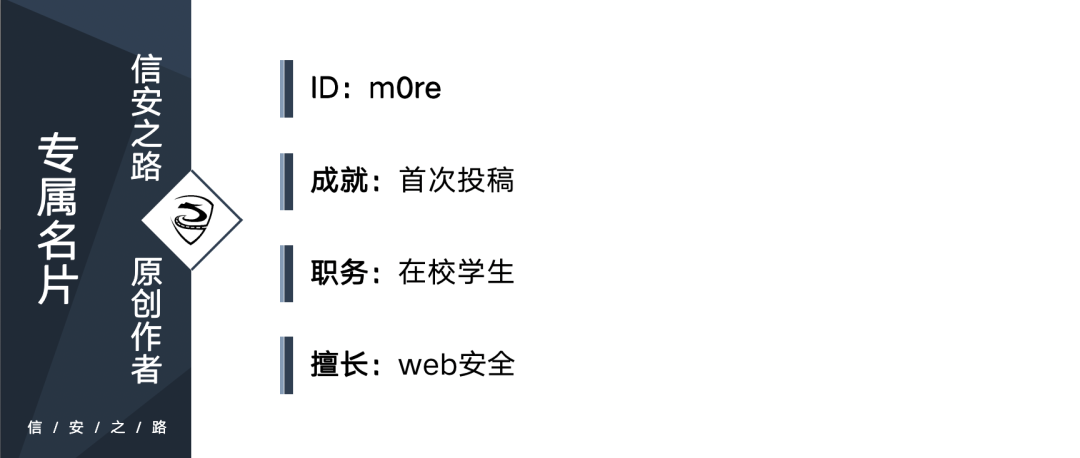 专属名片
信安之路 原创作者
信/安/之/路
ID：m0re
成就：首次投稿
职务：在校学生
擅长：web安全